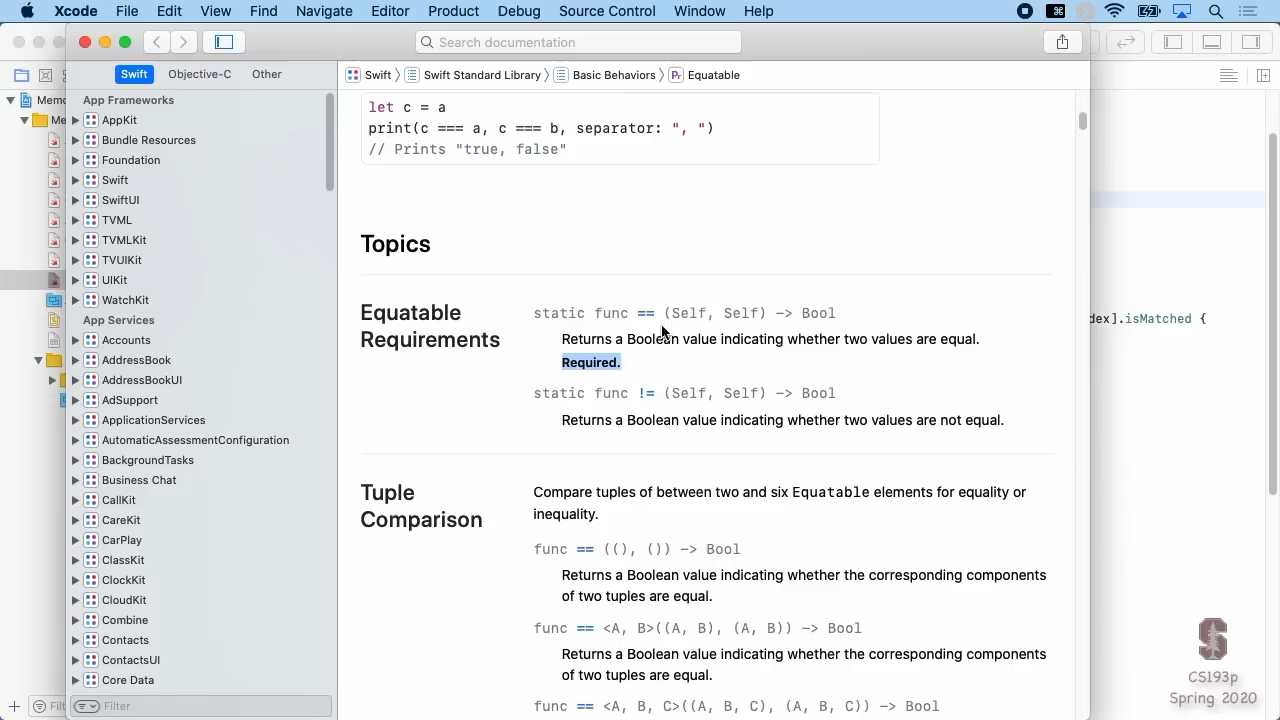 Xcode File Edit View Find Navigate Editor Product Debug Source Control Window Help
Search documentation
Swift Objective-C Other
Swift Swift Standard Library Basic Behaviors Pr Equatable
Memo
Me
App Frameworks
AppKit
Bundle Resources
Foundation
Swift
SwiftUI
TVML
TVMLKit
TVUIKit
UIKit
WatchKit
App Services
Accounts
AddressBook
AddressBookUI
AdSupport
ApplicationServices
AutomaticAssessmentConfiguration
BackgroundTasks
Business Chat
CallKit
CareKit
CarPlay
ClassKit
ClockKit
CloudKit
Combine
Contacts
ContactsUI
Core Data
Filt
Filter
let c = a
print(c === a, c === b, separator: ", ")
// Prints "true, false"
Topics
Equatable
Requirements
static func == (Self, Self) -> Bool
Returns a Boolean value indicating whether two values are equal.
Required.
static func != (Self, Self) -> Bool
Returns a Boolean value indicating whether two values are not equal.
Tuple
Comparison
Compare tuples of between two and six Equatable elements for equality or
inequality.
func == ((), ()) -> Bool
Returns a Boolean value indicating whether the corresponding components
of two tuples are equal.
func == <A, B>((A, B), (A, B)) -> Bool
Returns a Boolean value indicating whether the corresponding components
of two tuples are equal.
func == <A, B, C>((A, B, C), (A, B, C)) -> Bool
dex].isMatched {
CS193p
Spring 2020